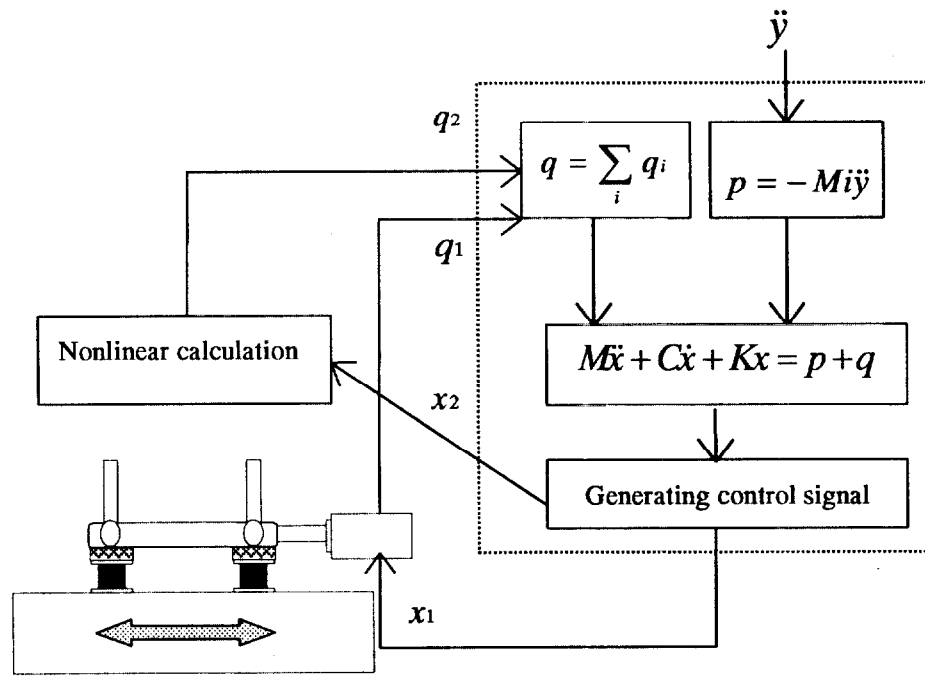 ÿ
q2
q = ∑ qi
i
p = −Miÿ
q1
Nonlinear calculation
Mẍ + Cẋ + Kx = p + q
x2
Generating control signal
x1